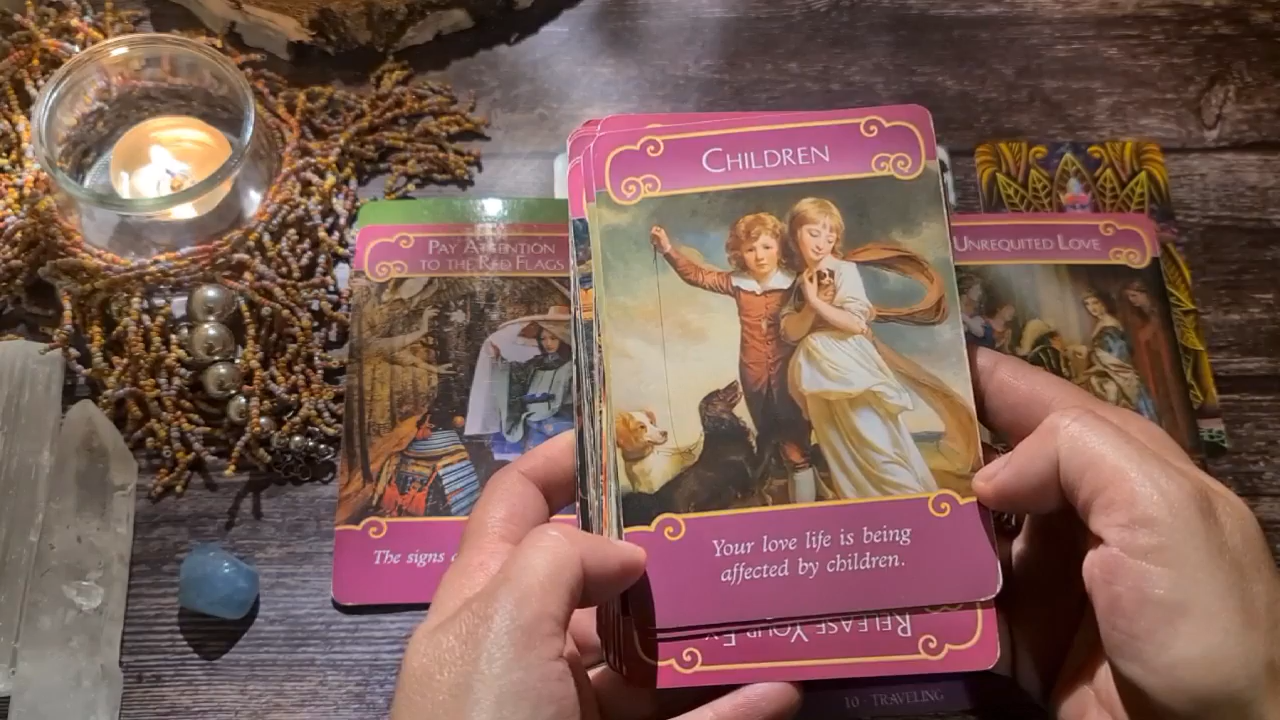 CHILDREN
Your love life is being
affected by children.
PAY ATTENTION
TO THE RED FLAGS
The signs
UNREQUITED LOVE
RELEASE YOUR EX
10 · TRAVELING